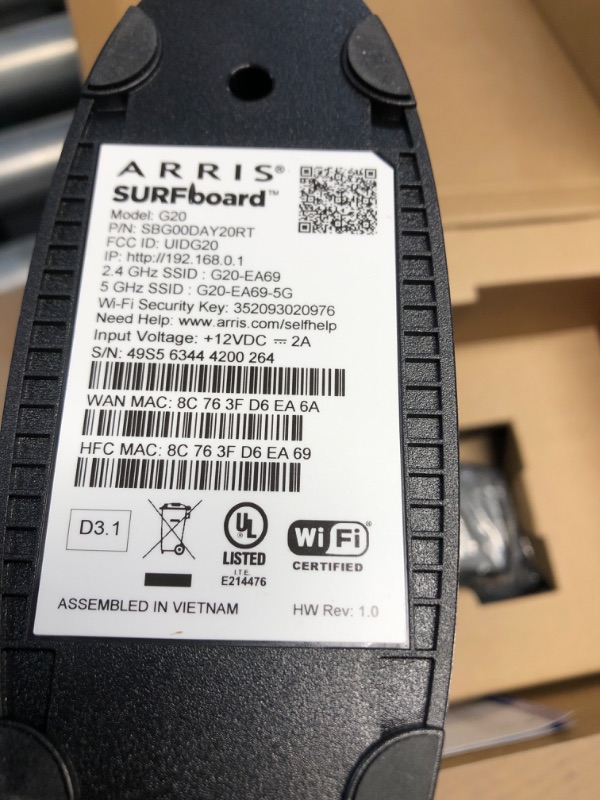 ARRIS®
SURFboard™
Model: G20
P/N: SBG00DAY20RT
FCC ID: UIDG20
IP: http://192.168.0.1
2.4 GHz SSID : G20-EA69
5 GHz SSID : G20-EA69-5G
Wi-Fi Security Key: 352093020976
Need Help: www.arris.com/selfhelp
Input Voltage: +12VDC ⎓ 2A
S/N: 49S5 6344 4200 264
WAN MAC: 8C 76 3F D6 EA 6A
HFC MAC: 8C 76 3F D6 EA 69
D3.1
UL
LISTED
I.T.E.
E214476
Wi Fi®
CERTIFIED
ASSEMBLED IN VIETNAM
HW Rev: 1.0